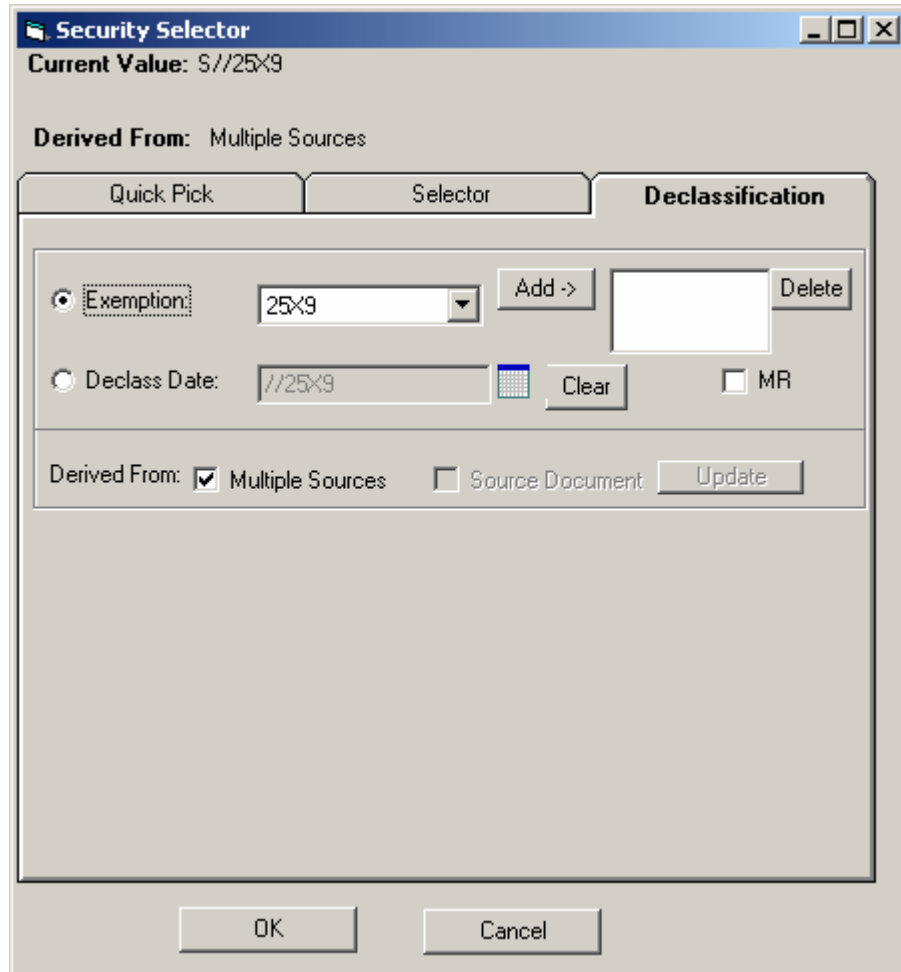 Security Selector
Current Value: S//25X9
Derived From: Multiple Sources
Quick Pick Selector Declassification
Exemption: 25X9 Add -> Delete
Declass Date: //25X9 Clear MR
Derived From: Multiple Sources Source Document Update
OK Cancel